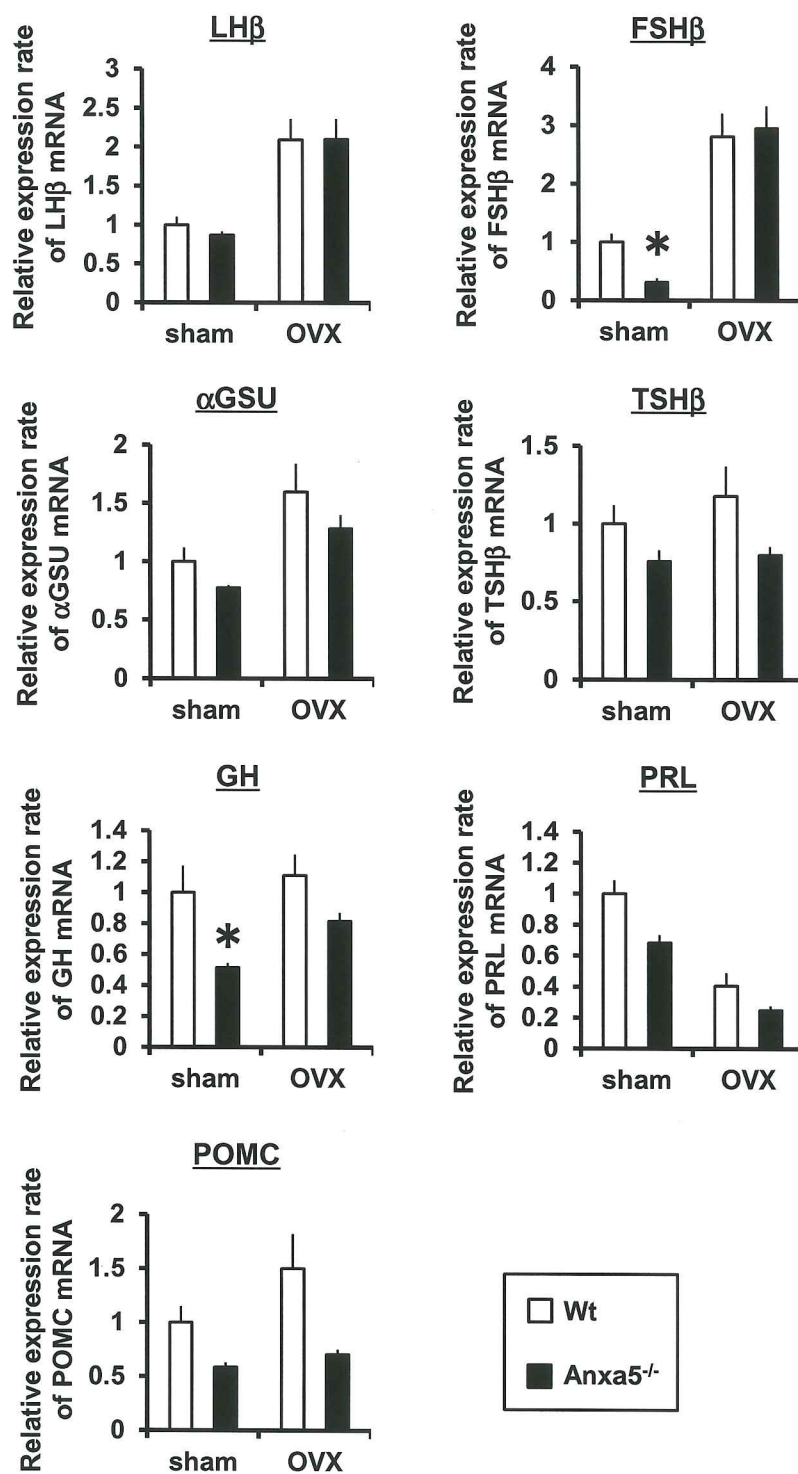 LHβ
Relative expression rate
of LHβ mRNA
3
2.5
2
1.5
1
0.5
0
sham
OVX
FSHβ
Relative expression rate
of FSHβ mRNA
4
3
2
1
0
*
sham
OVX
αGSU
Relative expression rate
of αGSU mRNA
2
1.5
1
0.5
0
sham
OVX
TSHβ
Relative expression rate
of TSHβ mRNA
1.5
1
0.5
0
sham
OVX
GH
Relative expression rate
of GH mRNA
1.4
1.2
1
0.8
0.6
0.4
0.2
0
*
sham
OVX
PRL
Relative expression rate
of PRL mRNA
1.4
1.2
1
0.8
0.6
0.4
0.2
0
sham
OVX
POMC
Relative expression rate
of POMC mRNA
2
1.5
1
0.5
0
sham
OVX
Wt
Anxa5⁻/⁻